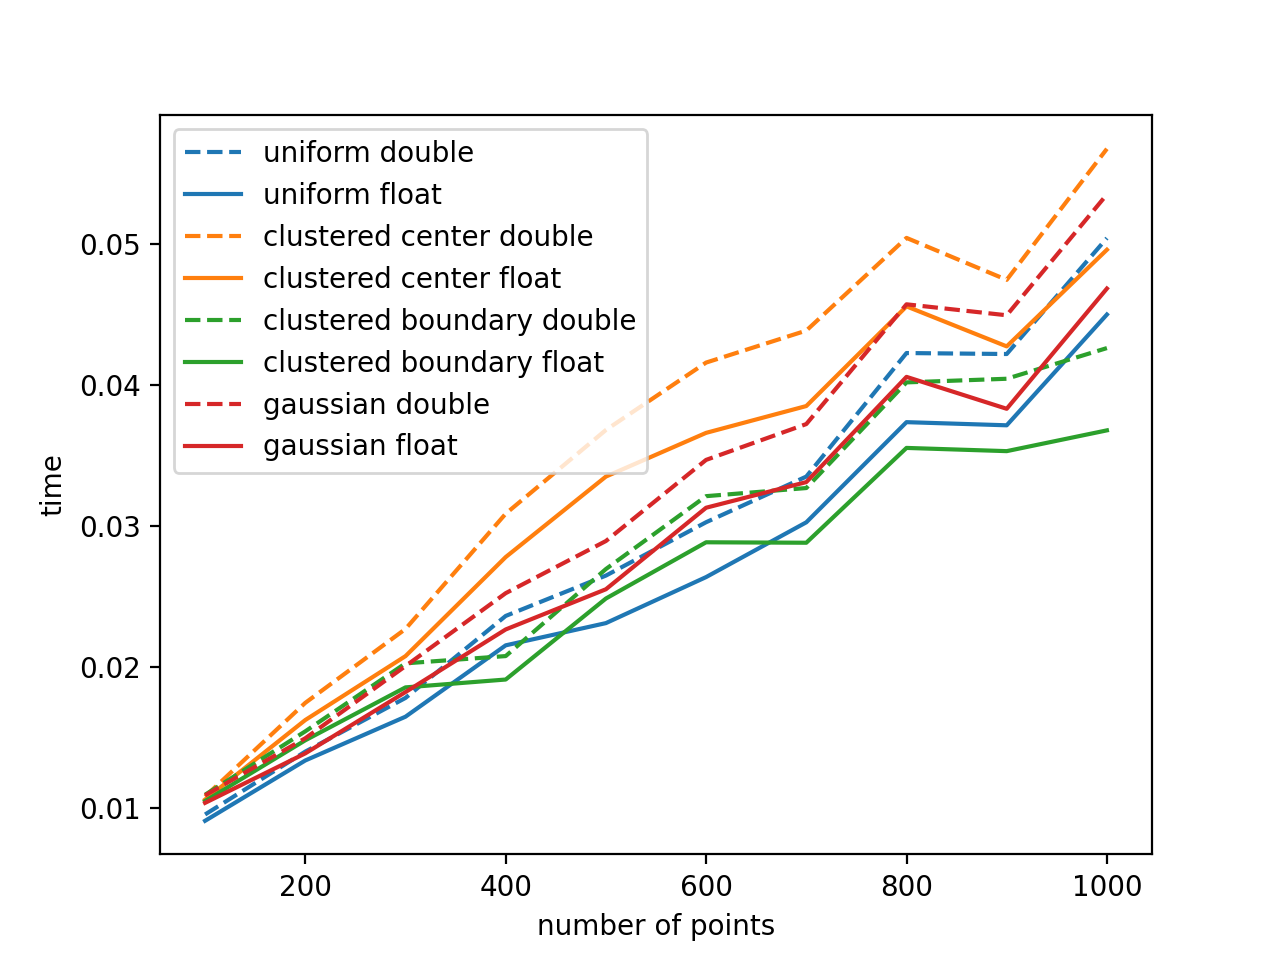 uniform double
uniform float
clustered center double
clustered center float
clustered boundary double
clustered boundary float
gaussian double
gaussian float
0.05
0.04
0.03
0.02
0.01
time
200 400 600 800 1000
number of points